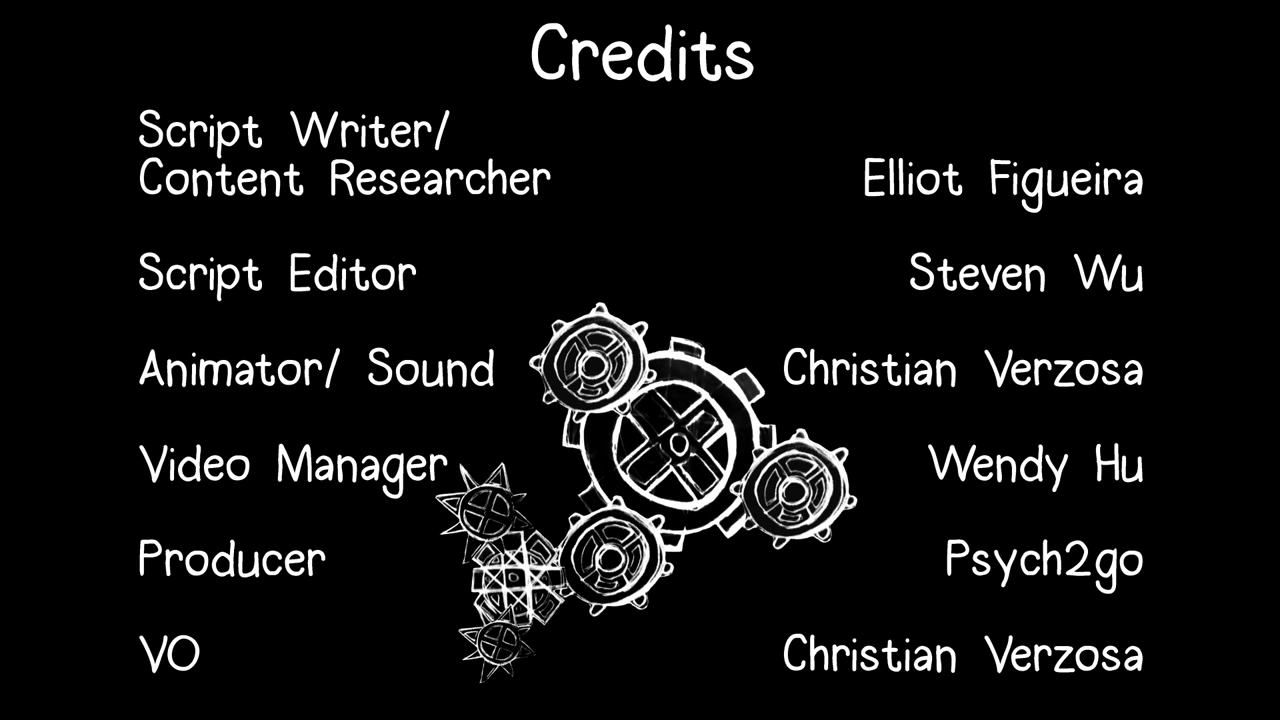 Credits
Script Writer/
Content Researcher Elliot Figueira
Script Editor Steven Wu
Animator/ Sound Christian Verzosa
Video Manager Wendy Hu
Producer Psych2go
VO Christian Verzosa